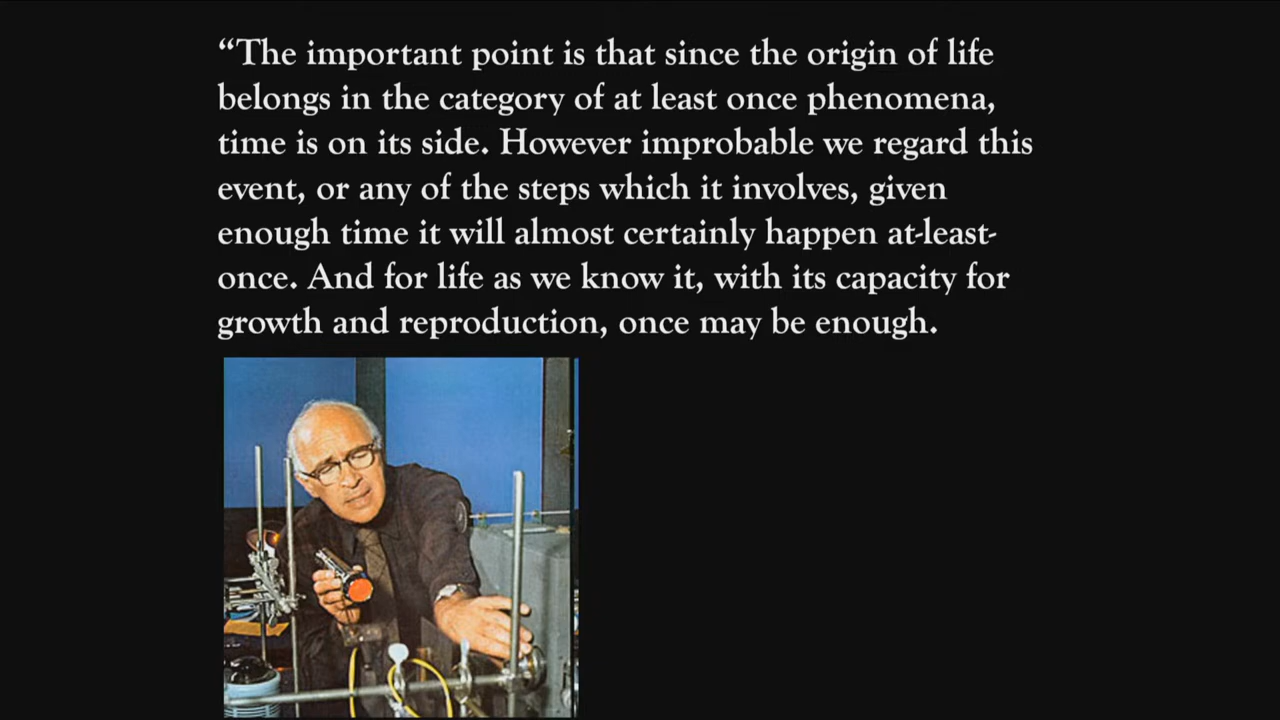 “The important point is that since the origin of life
belongs in the category of at least once phenomena,
time is on its side. However improbable we regard this
event, or any of the steps which it involves, given
enough time it will almost certainly happen at-least-
once. And for life as we know it, with its capacity for
growth and reproduction, once may be enough.